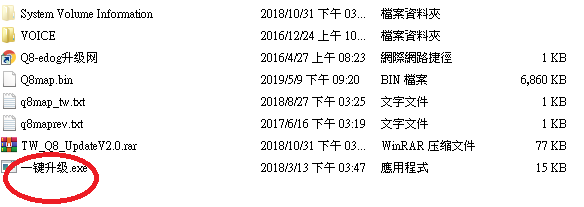 System Volume Information 2018/10/31 下午 03:... 檔案資料夾
VOICE 2016/12/24 上午 10... 檔案資料夾
Q8-edog升级网 2016/4/27 上午 08:23 網際網路捷徑 1 KB
Q8map.bin 2019/5/9 下午 09:20 BIN 檔案 6,860 KB
q8map_tw.txt 2018/8/27 下午 03:25 文字文件 1 KB
q8maprev.txt 2017/6/16 下午 03:19 文字文件 1 KB
TW_Q8_UpdateV2.0.rar 2018/10/31 下午 03:... WinRAR 压缩文件 77 KB
一键升级.exe 2018/3/13 下午 03:47 應用程式 15 KB